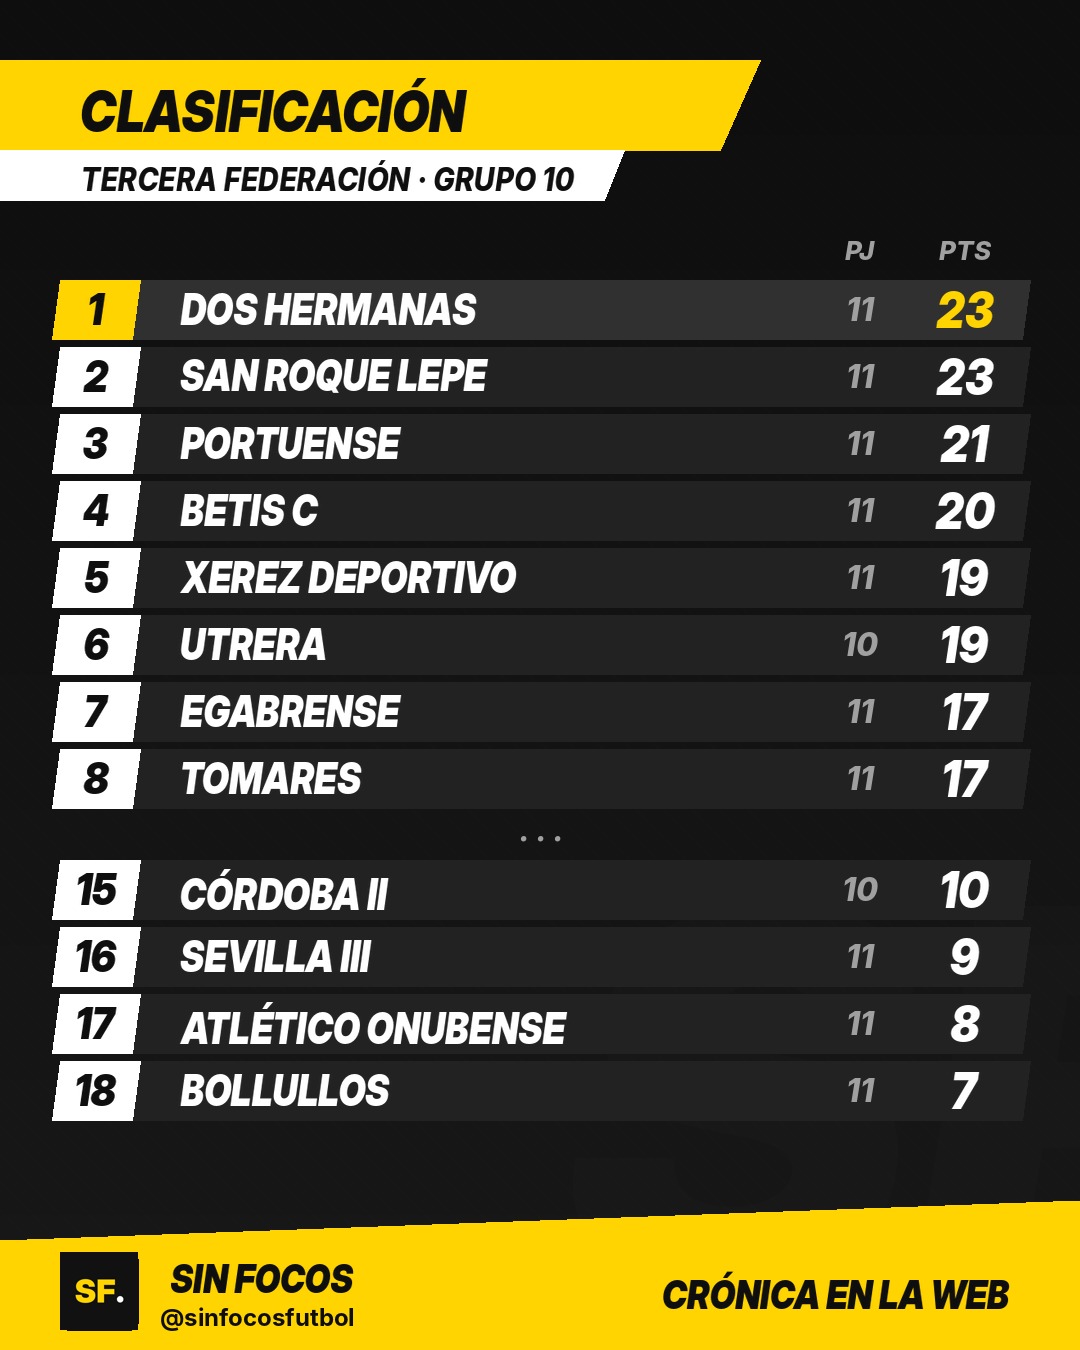 CLASIFICACIÓN
TERCERA FEDERACIÓN · GRUPO 10
PJ PTS
1 DOS HERMANAS 11 23
2 SAN ROQUE LEPE 11 23
3 PORTUENSE 11 21
4 BETIS C 11 20
5 XEREZ DEPORTIVO 11 19
6 UTRERA 10 19
7 EGABRENSE 11 17
8 TOMARES 11 17
...
15 CÓRDOBA II 10 10
16 SEVILLA III 11 9
17 ATLÉTICO ONUBENSE 11 8
18 BOLLULLOS 11 7
SF. SIN FOCOS
@sinfocosfutbol
CRÓNICA EN LA WEB